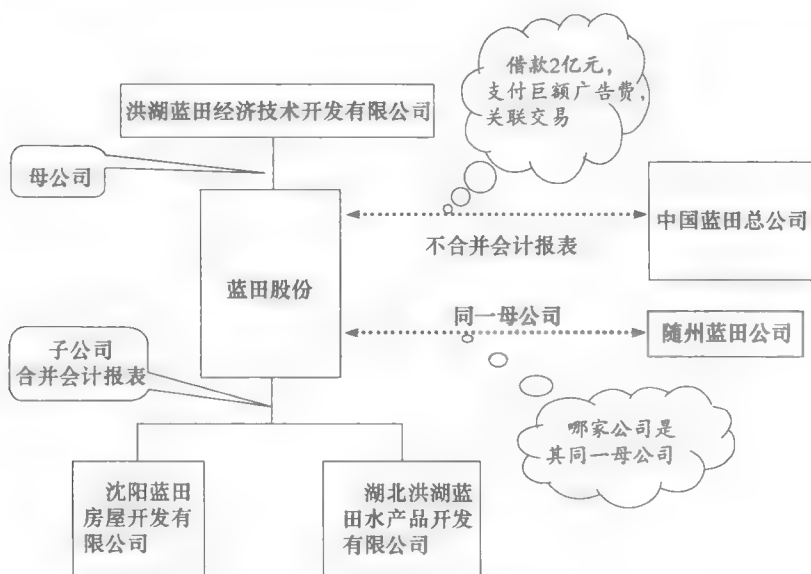 借款2亿元，
支付巨额广告费，
关联交易
洪湖蓝田经济技术开发有限公司
母公司
中国蓝田总公司
不合并会计报表
蓝田股份
同一母公司
随州蓝田公司
子公司
合并会计报表
哪家公司是
其同一母公司
沈阳蓝田
房屋开发有
限公司
湖北洪湖蓝
田水产品开发
有限公司